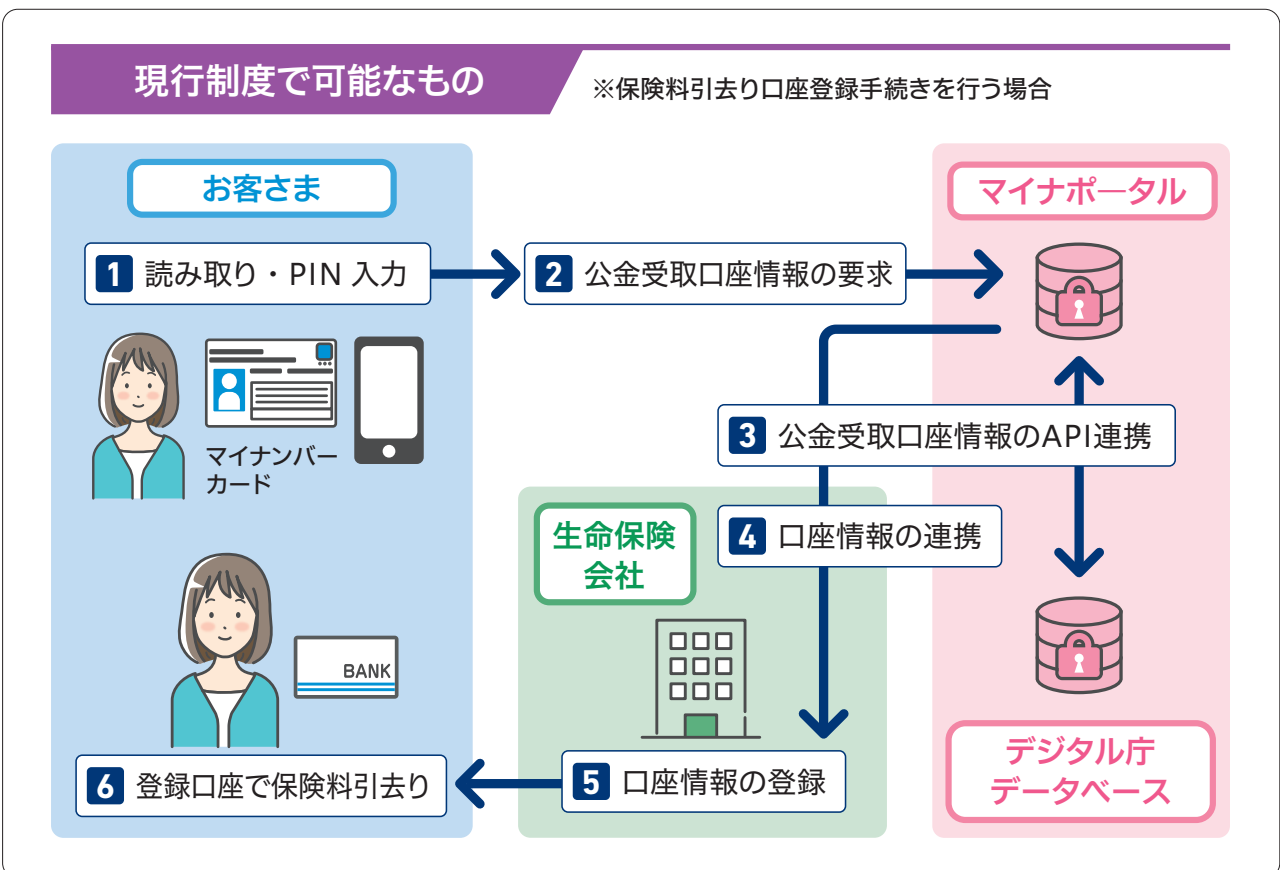 現行制度で可能なもの
※保険料引去り口座登録手続きを行う場合
お客さま
マイナポータル
1 読み取り・PIN 入力
2 公金受取口座情報の要求
マイナンバー
カード
3 公金受取口座情報のAPI連携
生命保険
会社
4 口座情報の連携
BANK
デジタル庁
データベース
6 登録口座で保険料引去り
5 口座情報の登録